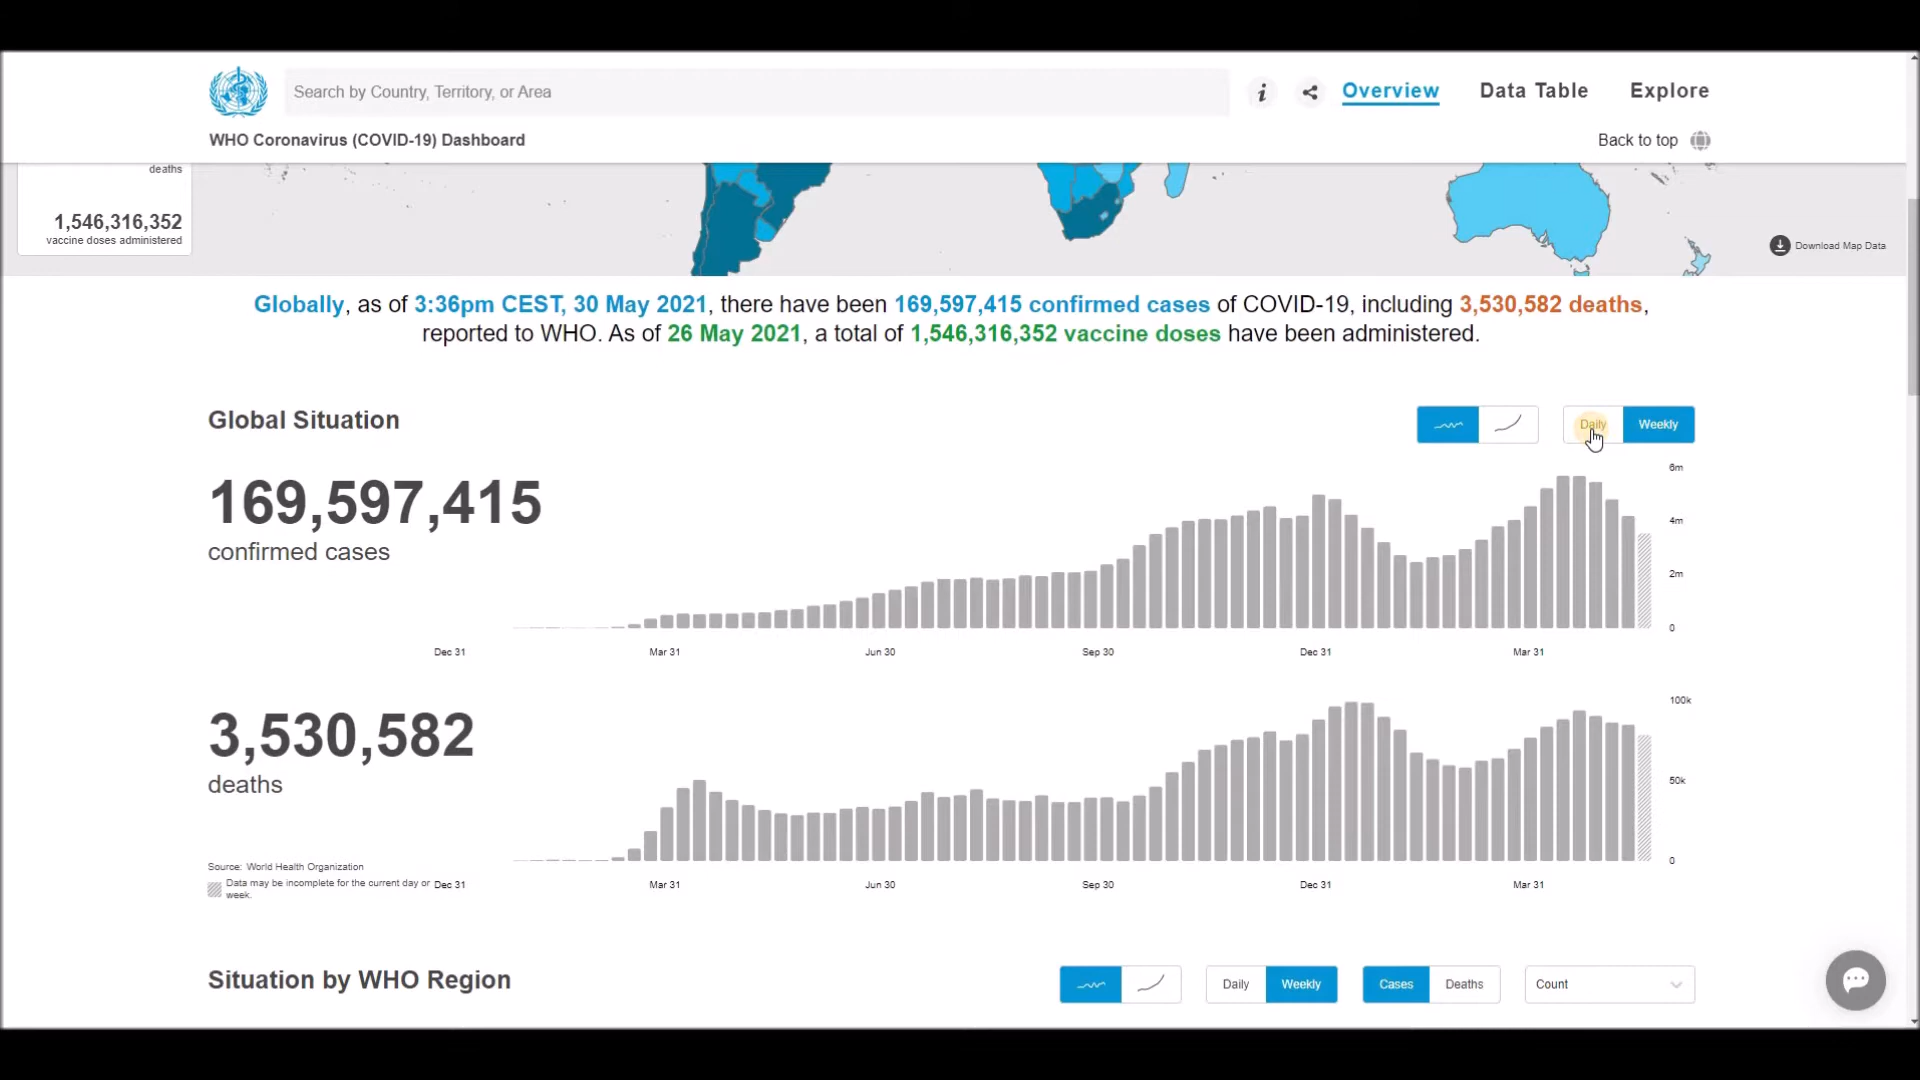 Search by Country, Territory, or Area
i
Overview
Data Table
Explore
WHO Coronavirus (COVID-19) Dashboard
Back to top
deaths
1,546,316,352
vaccine doses administered
Download Map Data
Globally, as of 3:36pm CEST, 30 May 2021, there have been 169,597,415 confirmed cases of COVID-19, including 3,530,582 deaths,
reported to WHO. As of 26 May 2021, a total of 1,546,316,352 vaccine doses have been administered.
Global Situation
Daily
Weekly
169,597,415
confirmed cases
6m
4m
2m
0
Dec 31
Mar 31
Jun 30
Sep 30
Dec 31
Mar 31
3,530,582
deaths
100k
50k
0
Source: World Health Organization
Data may be incomplete for the current day or
week.
Dec 31
Mar 31
Jun 30
Sep 30
Dec 31
Mar 31
Situation by WHO Region
Daily
Weekly
Cases
Deaths
Count